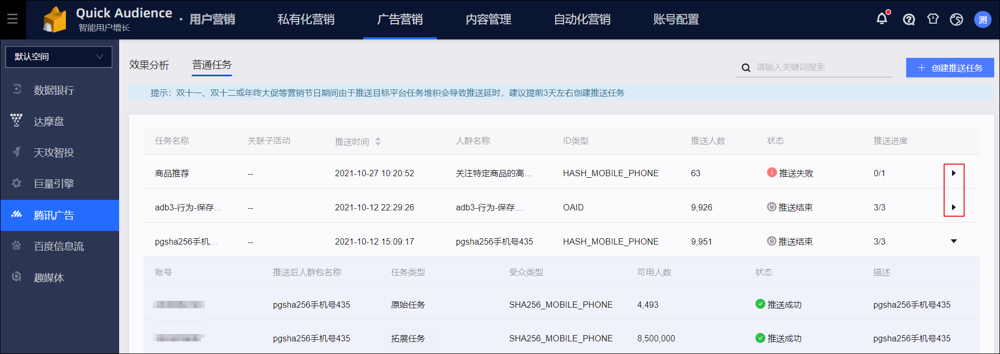 Quick Audience
智能用户增长
· 用户营销
私有化营销
广告营销
内容管理
自动化营销
账号配置
测
默认空间
数据银行
达摩盘
天攻智投
巨量引擎
腾讯广告
百度信息流
趣媒体
效果分析
普通任务
请输入关键词搜索
+ 创建推送任务
提示：双十一、双十二或年终大促等营销节日期间由于推送目标平台任务堆积会导致推送延时，建议提前3天左右创建推送任务
任务名称 关联子活动 推送时间 人群名称 ID类型 推送人数 状态 推送进度
商品推荐 -- 2021-10-27 10:20:52 关注特定商品的高... HASH_MOBILE_PHONE 63 推送失败 0/1
adb3-行为-保存... -- 2021-10-12 22:29:26 adb3-行为-保存... OAID 9,926 推送结束 3/3
pgsha256手机... -- 2021-10-12 15:09:17 pgsha256手机号435 HASH_MOBILE_PHONE 9,951 推送结束 3/3
账号 推送后人群包名称 任务类型 受众类型 可用人数 状态 描述
pgsha256手机号435 原始任务 SHA256_MOBILE_PHONE 4,493 推送成功 pgsha256手机号435
pgsha256手机号435 拓展任务 SHA256_MOBILE_PHONE 8,500,000 推送成功 pgsha256手机号435